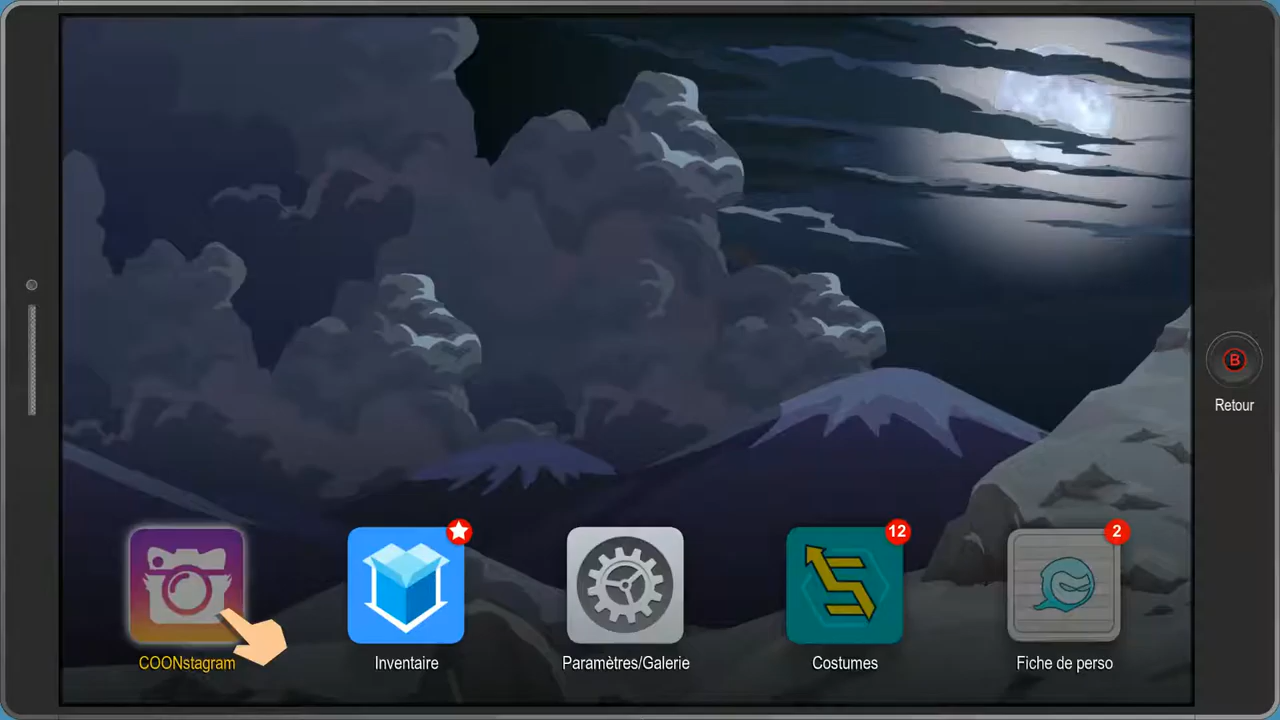 B
Retour
12
2
COONstagram
Inventaire
Paramètres/Galerie
Costumes
Fiche de perso